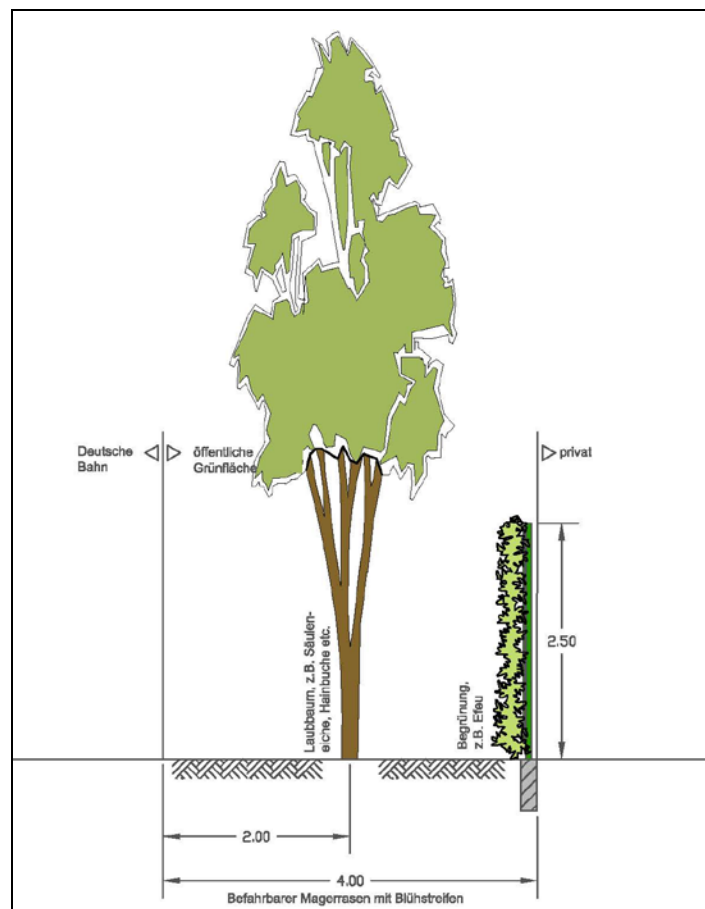 Deutsche
Bahn
öffentliche
Grünfläche
privat
2.50
Laubbaum, z.B. Säulen-
eiche, Hainbuche etc.
Begrünung,
z.B. Efeu
2.00
4.00
Befahrbarer Magerrasen mit Blühstreifen